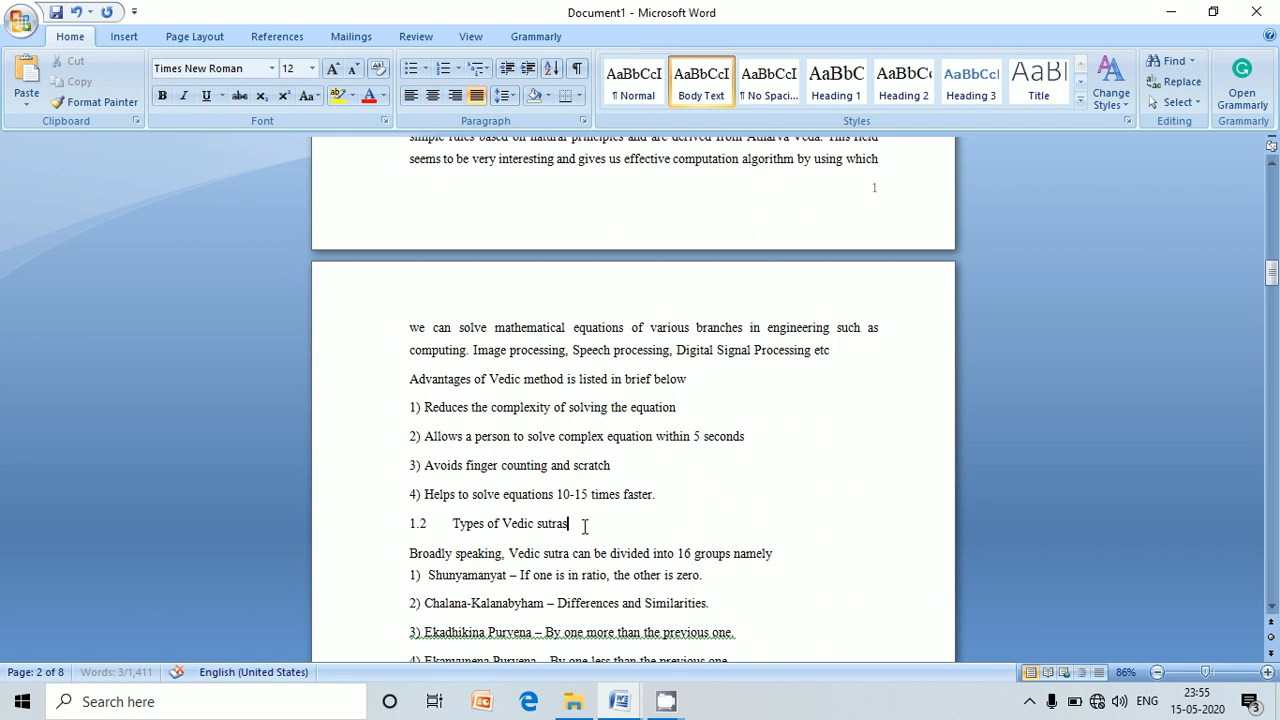 Document1 - Microsoft Word
Home Insert Page Layout References Mailings Review View Grammarly
Paste Cut Copy Format Painter
Times New Roman 12
AaBbCcI AaBbCcI AaBbCcI AaBbC AaBbC AaBbCcl AaBl
¶ Normal Body Text ¶ No Spaci... Heading 1 Heading 2 Heading 3 Title
Change Styles
Find
Replace
Select
Open Grammarly
Clipboard Font Paragraph Styles Editing Grammarly
simple rules based on natural principles and are derived from Atharva Veda. This field
seems to be very interesting and gives us effective computation algorithm by using which
1
we can solve mathematical equations of various branches in engineering such as
computing. Image processing, Speech processing, Digital Signal Processing etc
Advantages of Vedic method is listed in brief below
1) Reduces the complexity of solving the equation
2) Allows a person to solve complex equation within 5 seconds
3) Avoids finger counting and scratch
4) Helps to solve equations 10-15 times faster.
1.2 Types of Vedic sutras
Broadly speaking, Vedic sutra can be divided into 16 groups namely
1) Shunyamanyat – If one is in ratio, the other is zero.
2) Chalana-Kalanabyham – Differences and Similarities.
3) Ekadhikina Purvena – By one more than the previous one.
4) Ekanyunena Purvena – By one less than the previous one.
Page: 2 of 8 Words: 3/1,411 English (United States) 86%
Search here ENG 23:55
15-05-2020
3